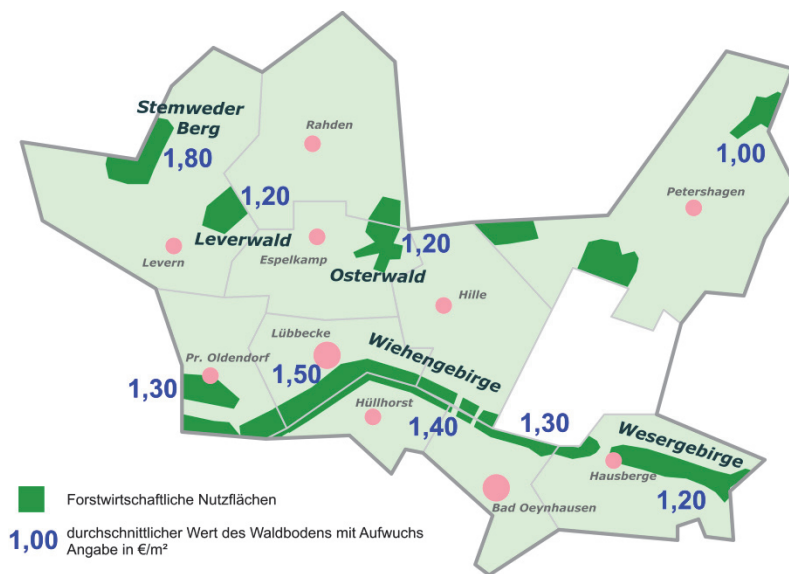 Stemweder
Berg
1,80
Rahden
1,00
Petershagen
1,20
Leverwald
Levern
Espelkamp
1,20
Osterwald
Hille
Lübbecke
Wiehengebirge
Pr. Oldendorf
1,30
1,50
Hüllhorst
1,40
1,30
Wesergebirge
Hausberge
1,20
Bad Oeynhausen
Forstwirtschaftliche Nutzflächen
1,00 durchschnittlicher Wert des Waldbodens mit Aufwuchs
Angabe in €/m²